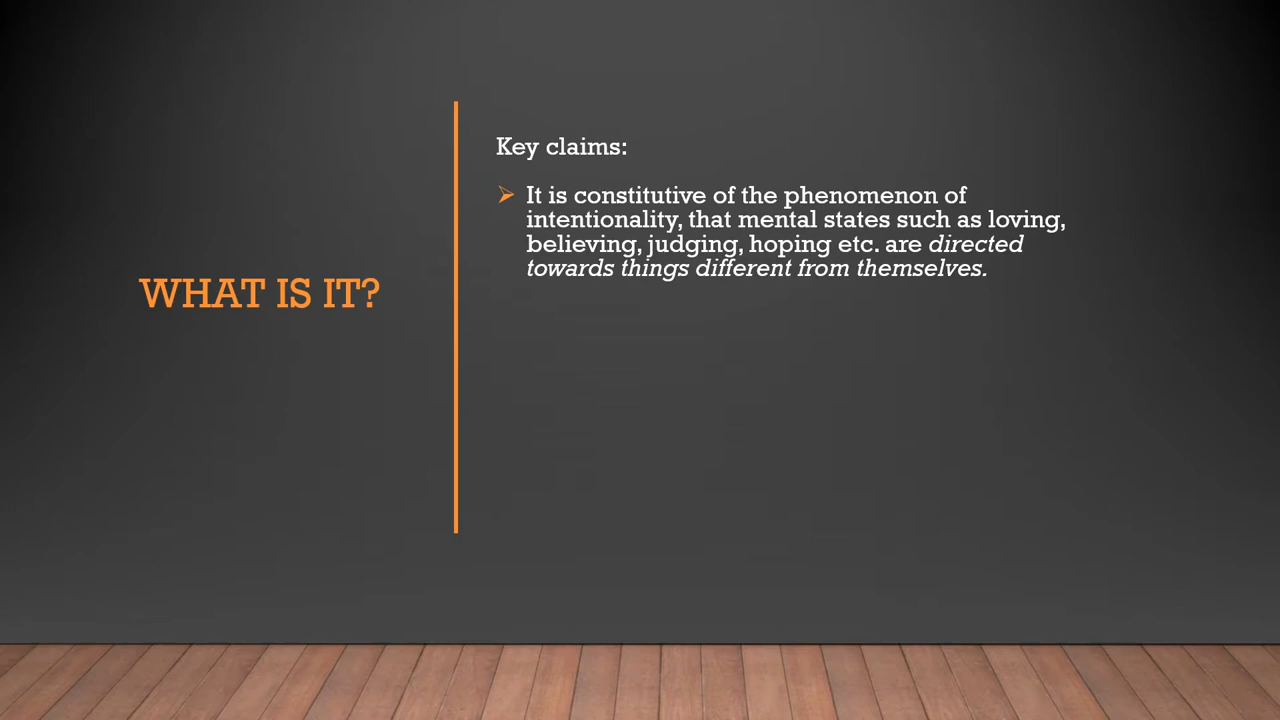 WHAT IS IT?
Key claims:
It is constitutive of the phenomenon of
intentionality, that mental states such as loving,
believing, judging, hoping etc. are directed
towards things different from themselves.